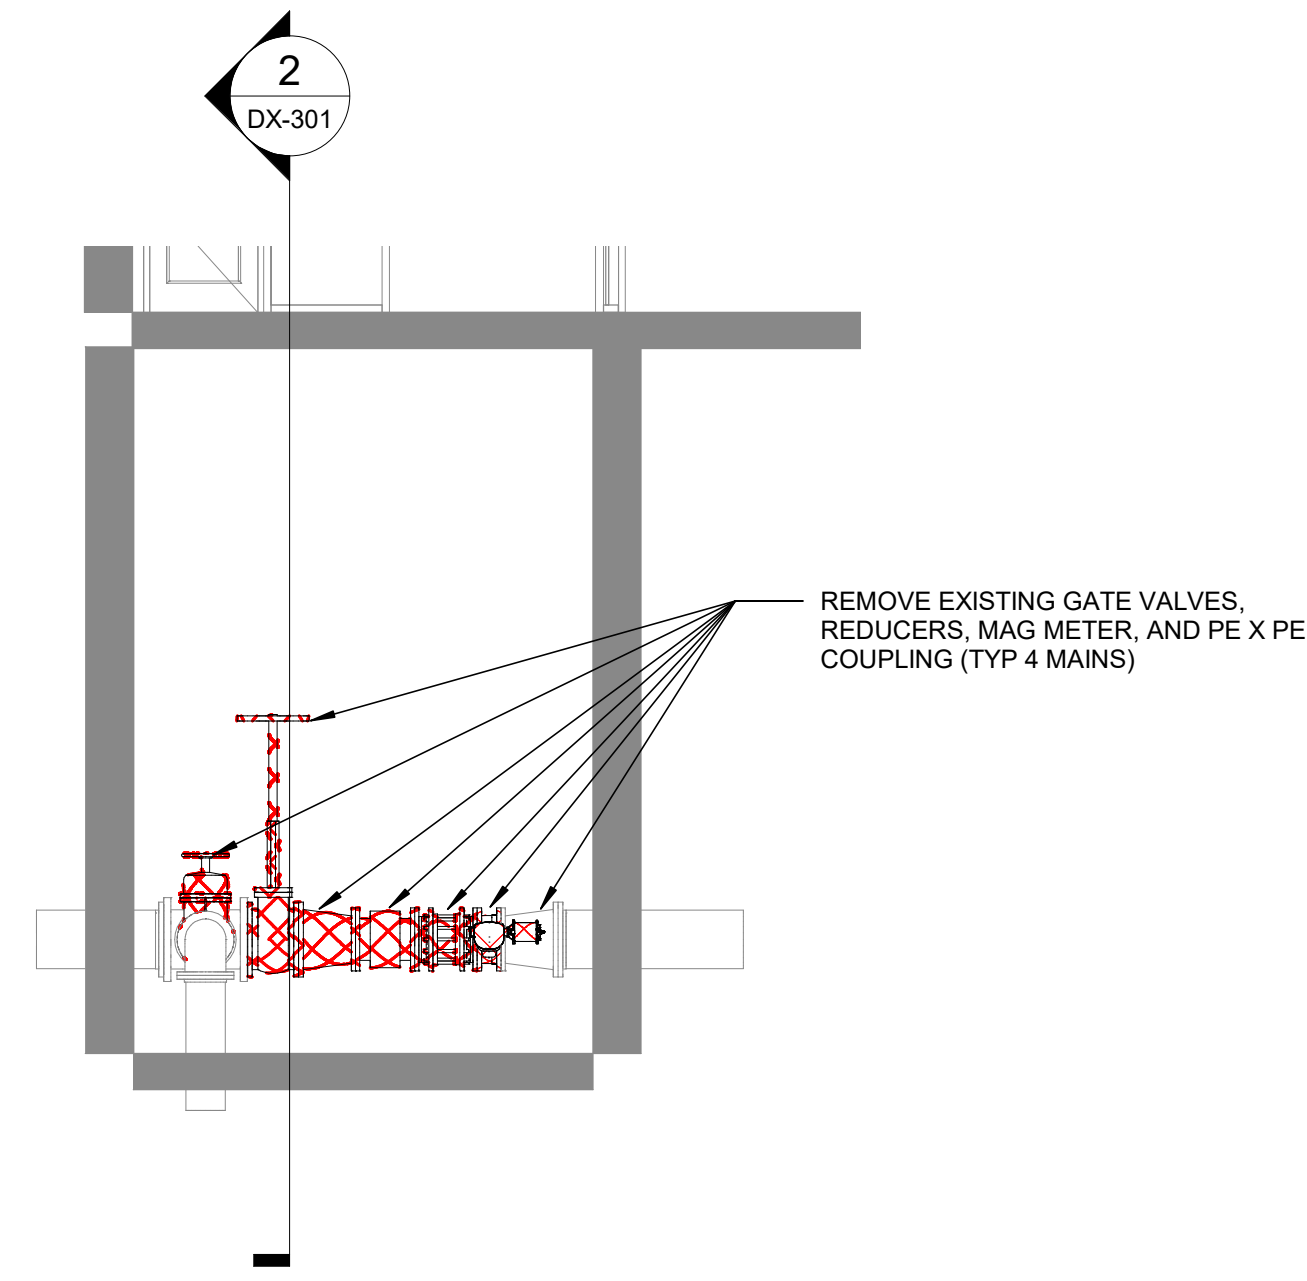 2
DX-301
REMOVE EXISTING GATE VALVES,
REDUCERS, MAG METER, AND PE X PE
COUPLING (TYP 4 MAINS)